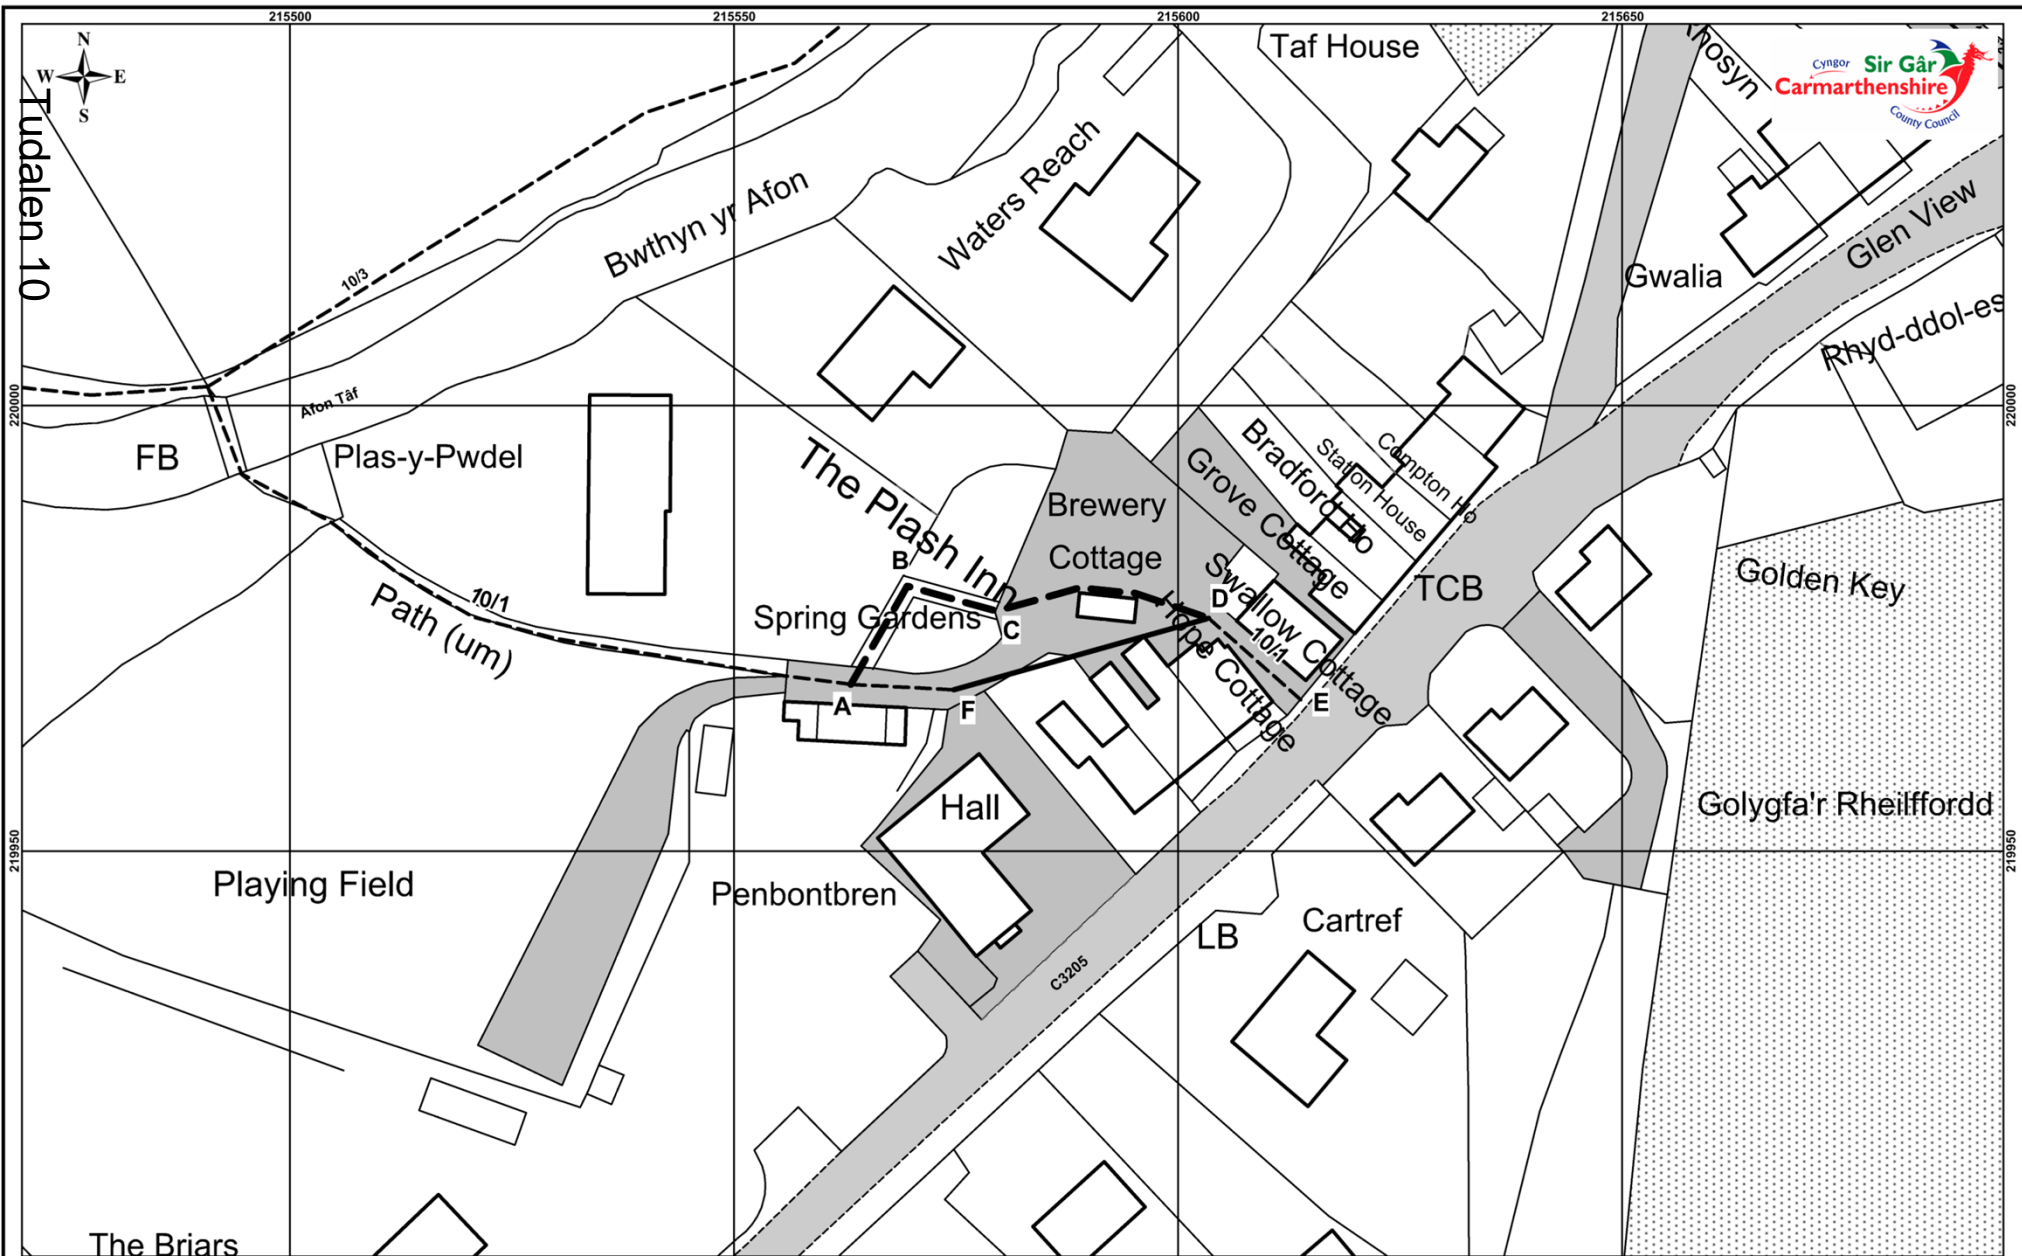 215500
215550
215600
215650
N
W E
S
Tudalen 10
Taf House
Cyngor Sir Gâr
Carmarthenshire
County Council
10/3
Bwthyn yr Afon
Waters Reach
Glen View
Gwalia
Rhyd-ddol-es
220000
220000
Afon Tâf
FB
Plas-y-Pwdel
The Plash Inn
Brewery
Cottage
Grove Cottage
Bradford Ho
Station House
Compton Ho
Swallow Cottage
Hope Cottage
TCB
Golden Key
10/1
Path (um)
Spring Gardens
B
C
D
10/1
A
F
E
Hall
Golygfa'r Rheilffordd
219950
219950
Playing Field
Penbontbren
LB
Cartref
C3205
The Briars